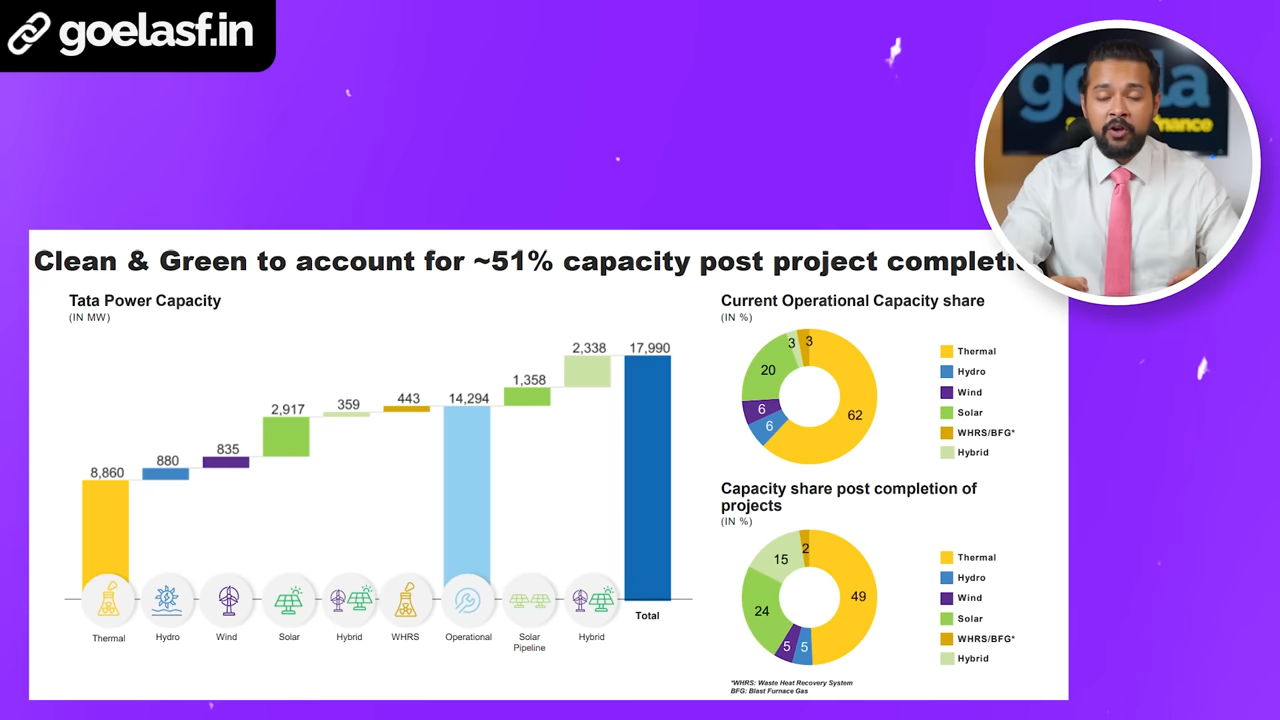 goelasf.in
Clean & Green to account for ~51% capacity post project
Tata Power Capacity
(IN MW)
8,860
880
835
2,917
359
443
14,294
1,358
2,338
17,990
Thermal
Hydro
Wind
Solar
Hybrid
WHRS
Operational
Solar
Pipeline
Hybrid
Total
Current Operational Capacity share
(IN %)
3
3
20
6
6
62
Thermal
Hydro
Wind
Solar
WHRS/BFG*
Hybrid
Capacity share post completion of
projects
(IN %)
2
15
24
5
5
49
Thermal
Hydro
Wind
Solar
WHRS/BFG*
Hybrid
*WHRS: Waste Heat Recovery System
BFG: Blast Furnace Gas